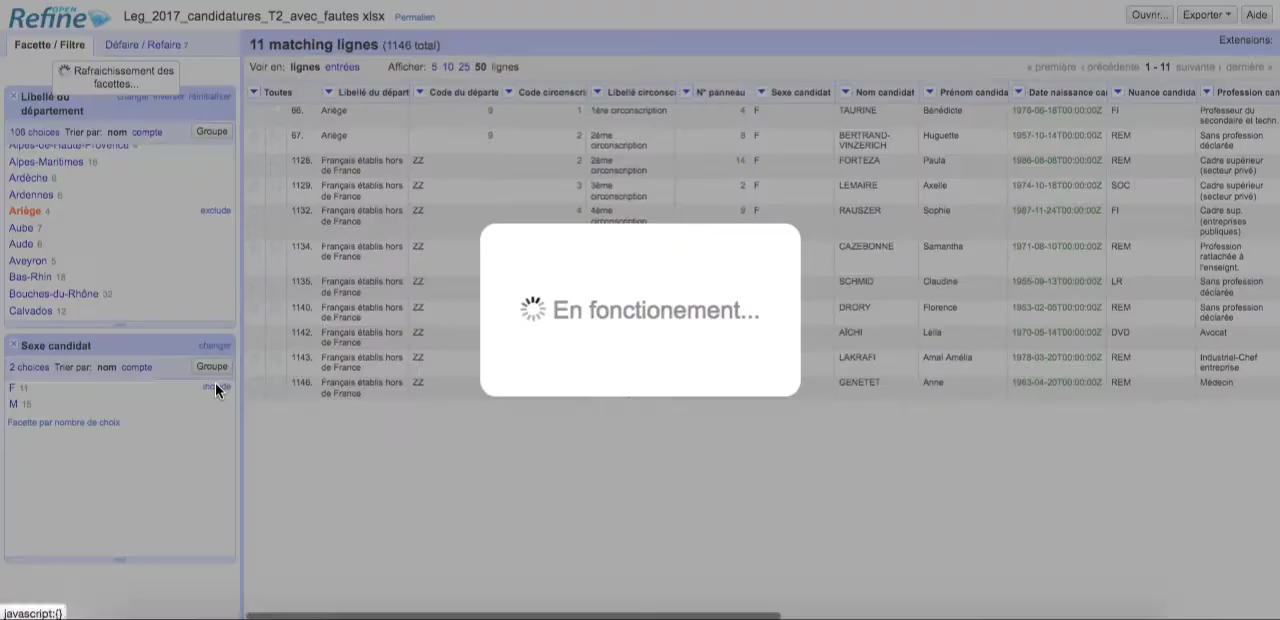 OPEN
Refine
Leg_2017_candidatures_T2_avec_fautes xlsx Permalien
Ouvrir... Exporter Aide
Facette / Filtre Défaire / Refaire 7
11 matching lignes (1146 total)
Extensions:
Voir en: lignes entrées Afficher: 5 10 25 50 lignes
« première ‹ précédente 1 - 11 suivante › dernière »
Rafraichissement des
facettes...
Libellé du
département
changer inverser réinitialiser
106 choices Trier par: nom compte Groupe
Alpes-de-Haute-Provence 4
Alpes-Maritimes 18
Ardèche 6
Ardennes 6
Ariège 4 exclude
Aube 7
Aude 6
Aveyron 5
Bas-Rhin 18
Bouches-du-Rhône 32
Calvados 12
Sexe candidat changer
2 choices Trier par: nom compte Groupe
F 11
M 15
Facette par nombre de choix
Toutes Libellé du départ Code du départe Code circonscri Libellé circonsc N° panneau Sexe candidat Nom candidat Prénom candida Date naissance cai Nuance candida Profession can
66. Ariège 9 1 1ère circonscription 4 F TAURINE Bénédicte 1976-06-16T00:00:00Z FI Professeur du
secondaire et techn.
67. Ariège 9 2 2ème
circonscription 8 F BERTRAND-
VINZERICH Huguette 1957-10-14T00:00:00Z REM Sans profession
déclarée
1126. Français établis hors
de France ZZ 2 2ème
circonscription 14 F FORTEZA Paula 1986-08-08T00:00:00Z REM Cadre supérieur
(secteur privé)
1129. Français établis hors
de France ZZ 3 3ème
circonscription 2 F LEMAIRE Axelle 1974-10-18T00:00:00Z SOC Cadre supérieur
(secteur privé)
1132. Français établis hors
de France ZZ 4 4ème
circonscription 9 F RAUSZER Sophie 1987-11-24T00:00:00Z FI Cadre sup.
(entreprises
publiques)
1134. Français établis hors
de France ZZ CAZEBONNE Samantha 1971-08-10T00:00:00Z REM Profession
rattachée à
l'enseignt.
1135. Français établis hors
de France ZZ SCHMID Claudine 1955-09-13T00:00:00Z LR Sans profession
déclarée
1140. Français établis hors
de France ZZ DRORY Florence 1953-02-05T00:00:00Z REM Sans profession
déclarée
1142. Français établis hors
de France ZZ AÏCHI Leila 1970-05-14T00:00:00Z DVD Avocat
1143. Français établis hors
de France ZZ LAKRAFI Amal Amélia 1978-03-20T00:00:00Z REM Industriel-Chef
entreprise
1146. Français établis hors
de France ZZ GENETET Anne 1963-04-20T00:00:00Z REM Médecin
En fonctionement...
javascript:{}